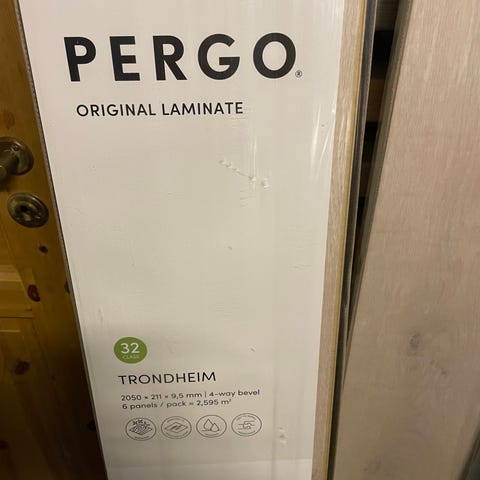 PERGO®
ORIGINAL LAMINATE
32
CLASS
TRONDHEIM
2050 × 211 × 9,5 mm | 4-way bevel
6 panels / pack = 2,595 m²